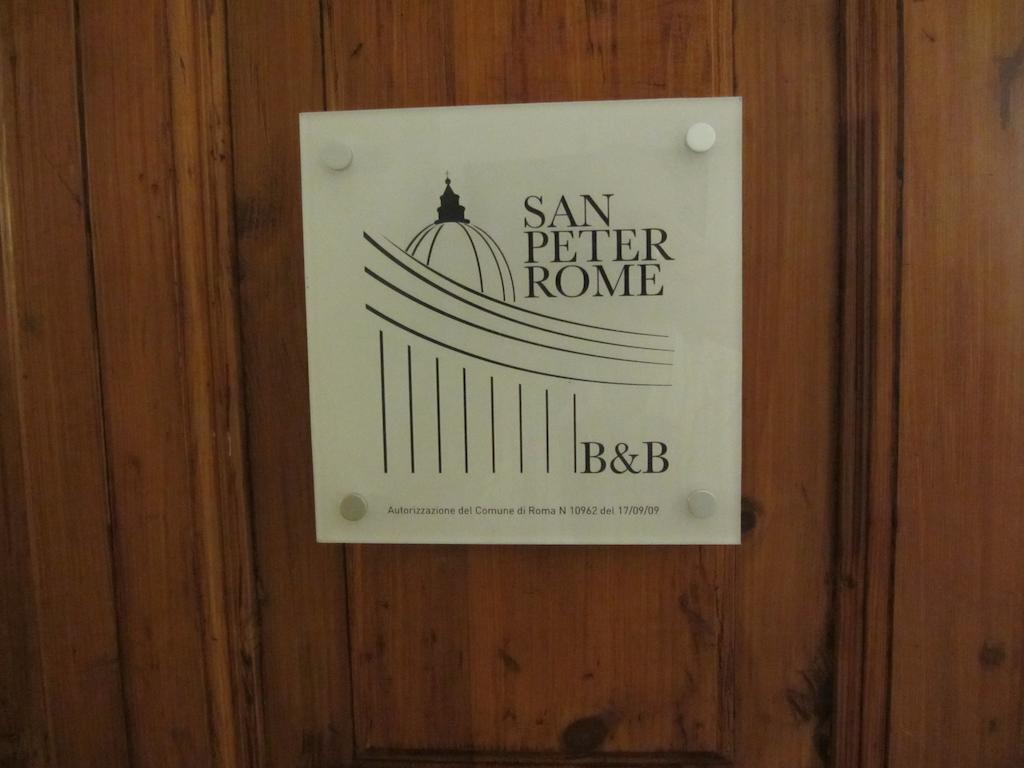 SAN
PETER
ROME
B&B
Autorizzazione del Comune di Roma N 10962 del 17/09/09